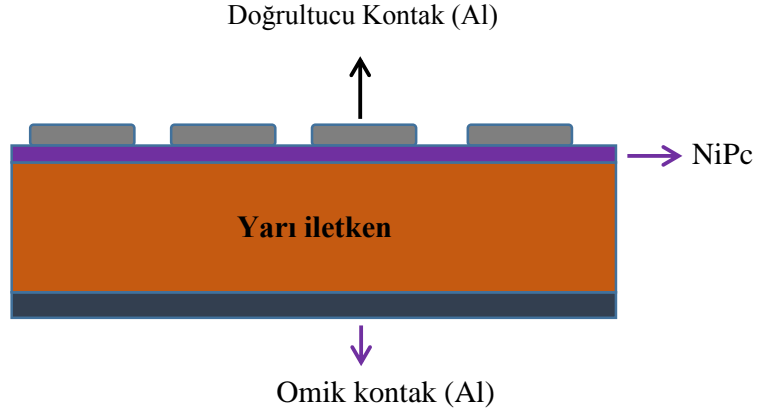 Doğrultucu Kontak (Al)
NiPc
Yarı iletken
Omik kontak (Al)